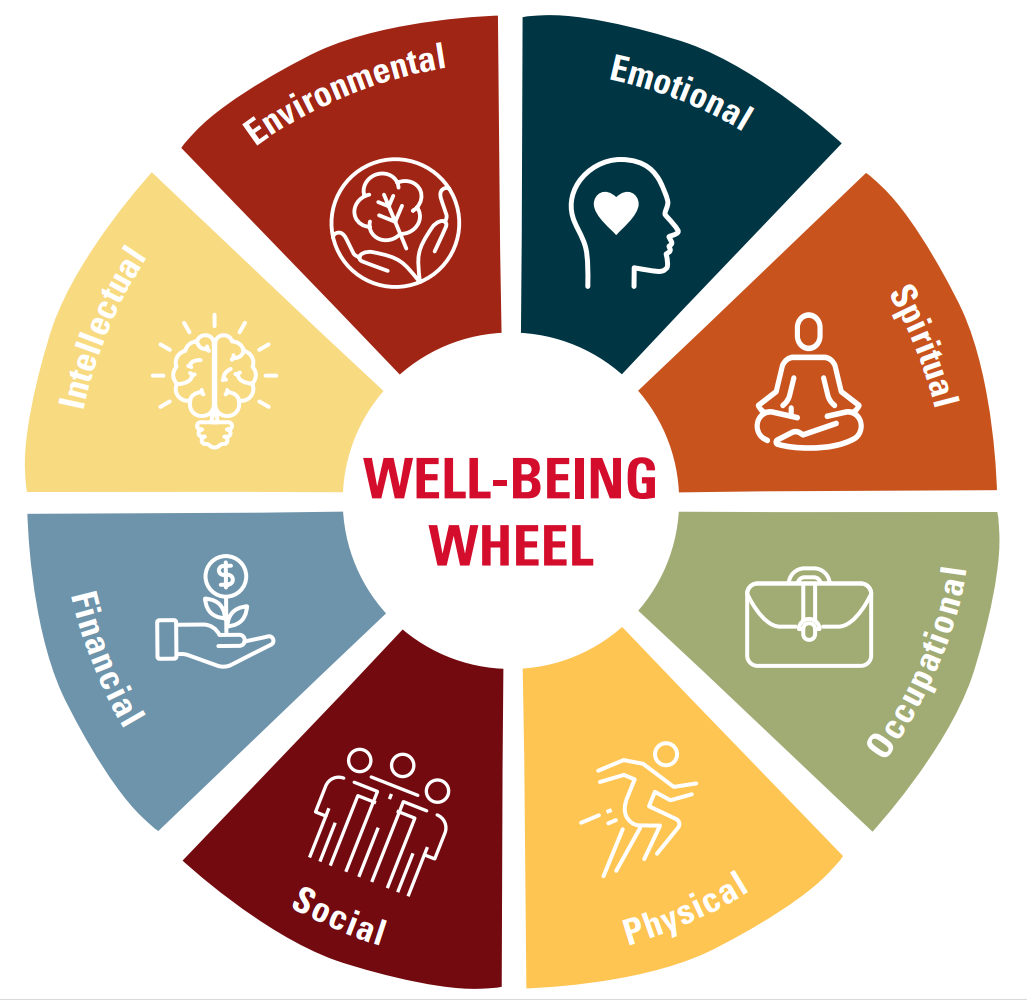 Environmental
Emotional
Spiritual
Intellectual
WELL-BEING
WHEEL
$
Occupational
Financial
Physical
Social